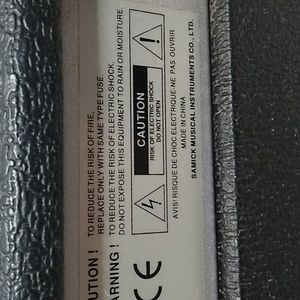 CAUTION !
TO REDUCE THE RISK OF FIRE,
REPLACE ONLY WITH SAME TYPE FUSE
WARNING !
TO REDUCE THE RISK OF ELECTRIC SHOCK,
DO NOT EXPOSE THIS EQUIPMENT TO RAIN OR MOISTURE
CE
CAUTION
RISK OF ELECTRIC SHOCK
DO NOT OPEN
AVIS! RISQUE DE CHOC ELECTRIQUE-NE PAS OUVRIR.
MADE IN CHINA
SAMICK MUSICAL INSTRUMENTS CO., LTD.